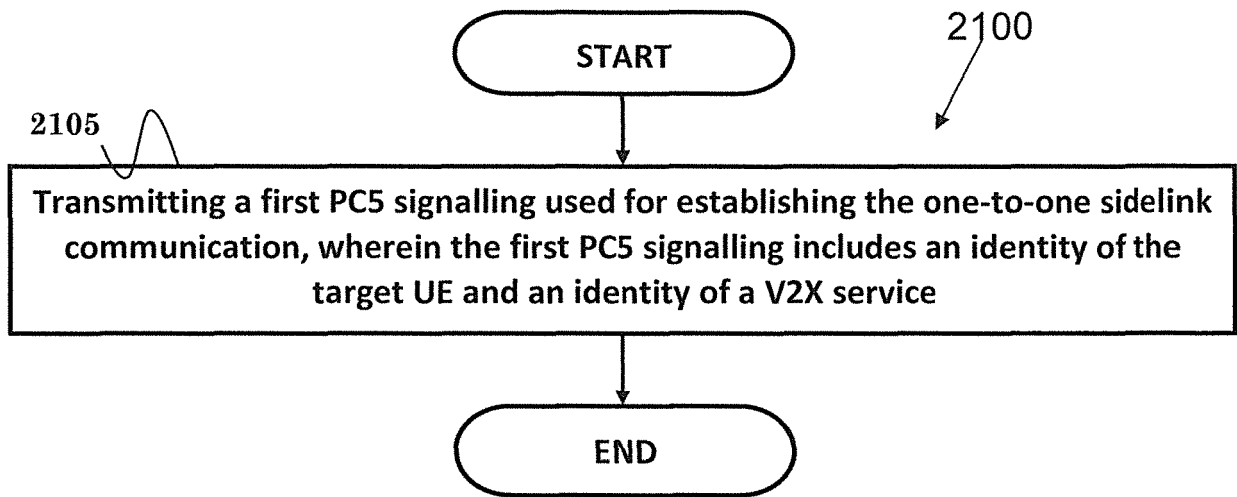 START
2100
2105
Transmitting a first PC5 signalling used for establishing the one-to-one sidelink
communication, wherein the first PC5 signalling includes an identity of the
target UE and an identity of a V2X service
END